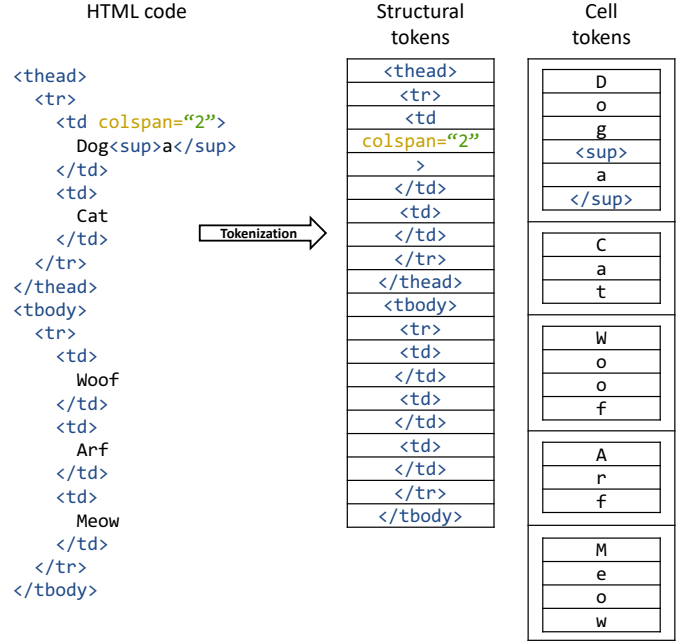 HTML code
<thead>
<tr>
<td colspan=“2”>
Dog<sup>a</sup>
</td>
<td>
Cat
</td>
</tr>
</thead>
<tbody>
<tr>
<td>
Woof
</td>
<td>
Arf
</td>
<td>
Meow
</td>
</tr>
</tbody>
Tokenization
Structural
tokens
<thead>
<tr>
<td
colspan=“2”
>
</td>
<td>
</td>
</tr>
</thead>
<tbody>
<tr>
<td>
</td>
<td>
</td>
<td>
</td>
</tr>
</tbody>
Cell
tokens
D
o
g
<sup>
a
</sup>
C
a
t
W
o
o
f
A
r
f
M
e
o
w